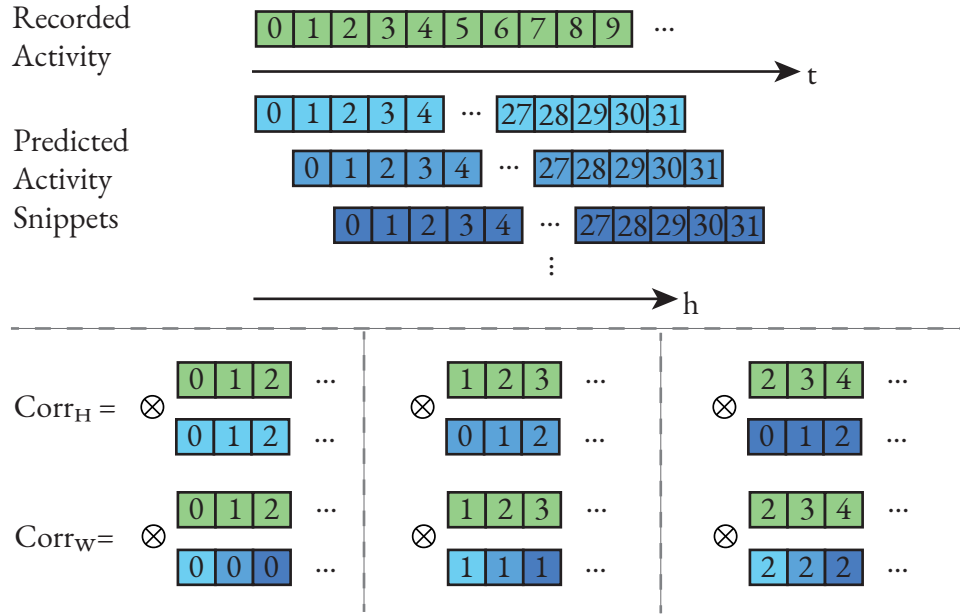 Recorded
Activity
0 1 2 3 4 5 6 7 8 9 ...
t
Predicted
Activity
Snippets
0 1 2 3 4 ... 27 28 29 30 31
0 1 2 3 4 ... 27 28 29 30 31
0 1 2 3 4 ... 27 28 29 30 31
⋮
h
0 1 2 ... 1 2 3 ... 2 3 4 ...
Corr_H = ⊗ ⊗ ⊗
0 1 2 ... 0 1 2 ... 0 1 2 ...
0 1 2 ... 1 2 3 ... 2 3 4 ...
Corr_W= ⊗ ⊗ ⊗
0 0 0 ... 1 1 1 ... 2 2 2 ...